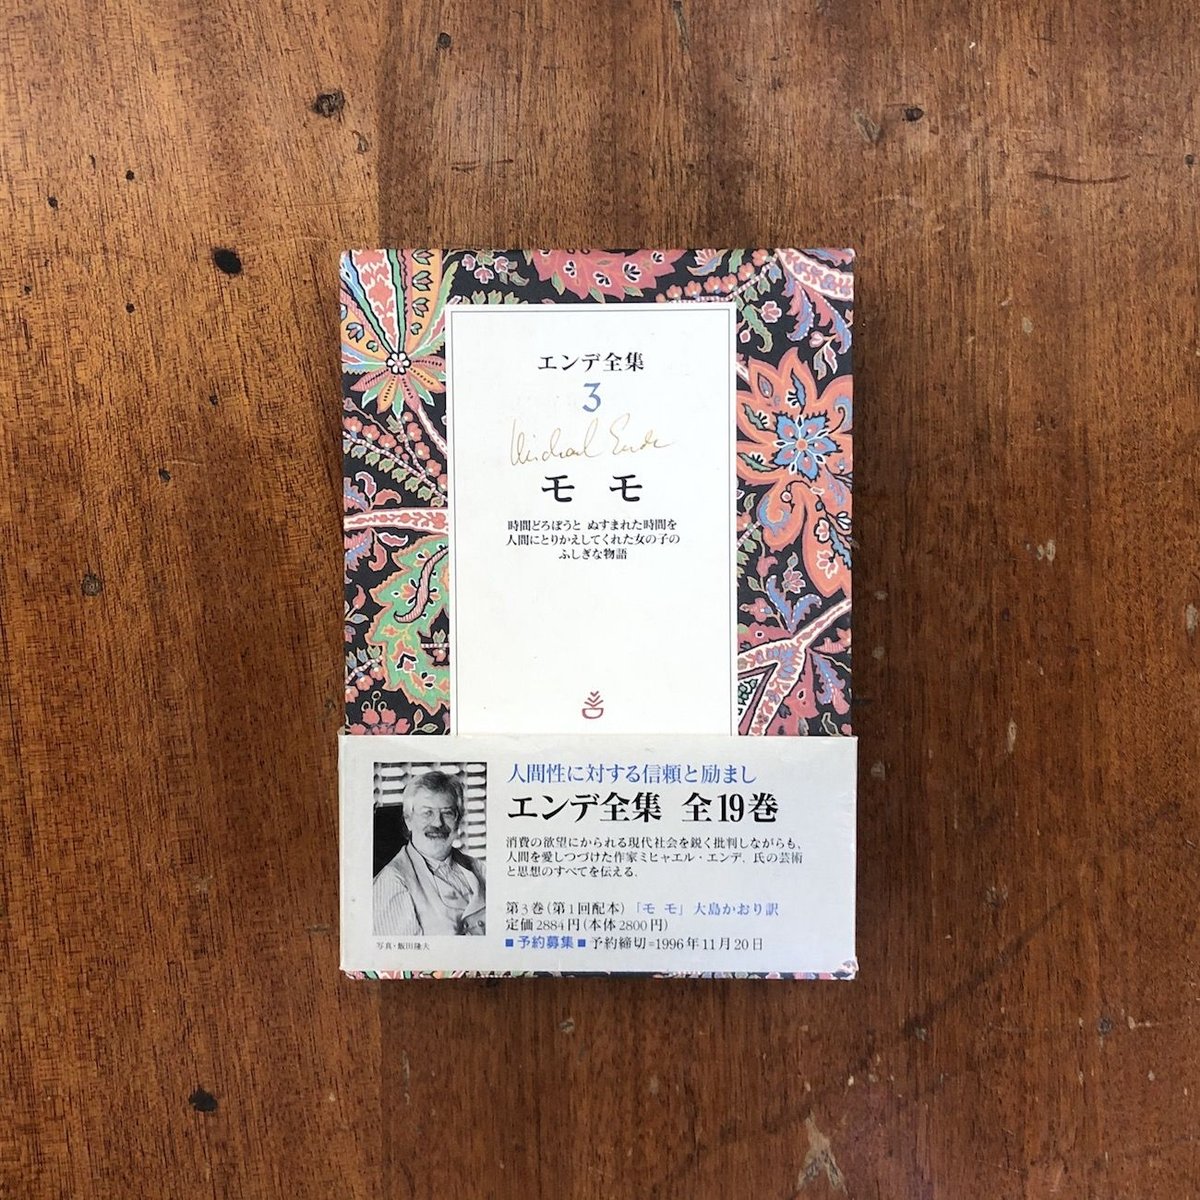 エンデ全集
3
Michael Ende
モモ
時間どろぼうと ぬすまれた時間を
人間にとりかえしてくれた女の子の
ふしぎな物語
人間性に対する信頼と励まし
エンデ全集 全19巻
消費の欲望にかられる現代社会を鋭く批判しながらも、
人間を愛しつづけた作家ミヒャエル・エンデ。氏の芸術
と思想のすべてを伝える。
第3巻(第1回配本)「モモ」大島かおり訳
定価2884円(本体2800円)
■予約募集■予約締切=1996年11月20日
写真・飯田隆夫